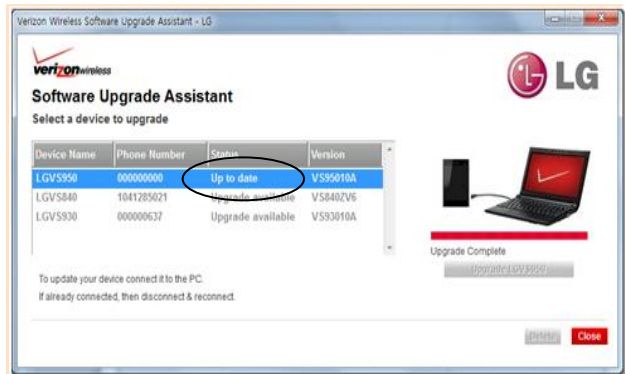 Verizon Wireless Software Upgrade Assistant - LG
verizonwireless
LG
Software Upgrade Assistant
Select a device to upgrade
Device Name Phone Number Status Version
LGVS950 000000000 Up to date VS95010A
LGVS840 1041285021 Upgrade available VS840ZV6
LGVS930 000000637 Upgrade available VS93010A
Upgrade Complete
Upgrade LGVS950
To update your device connect it to the PC.
If already connected, then disconnect & reconnect.
Delete Close